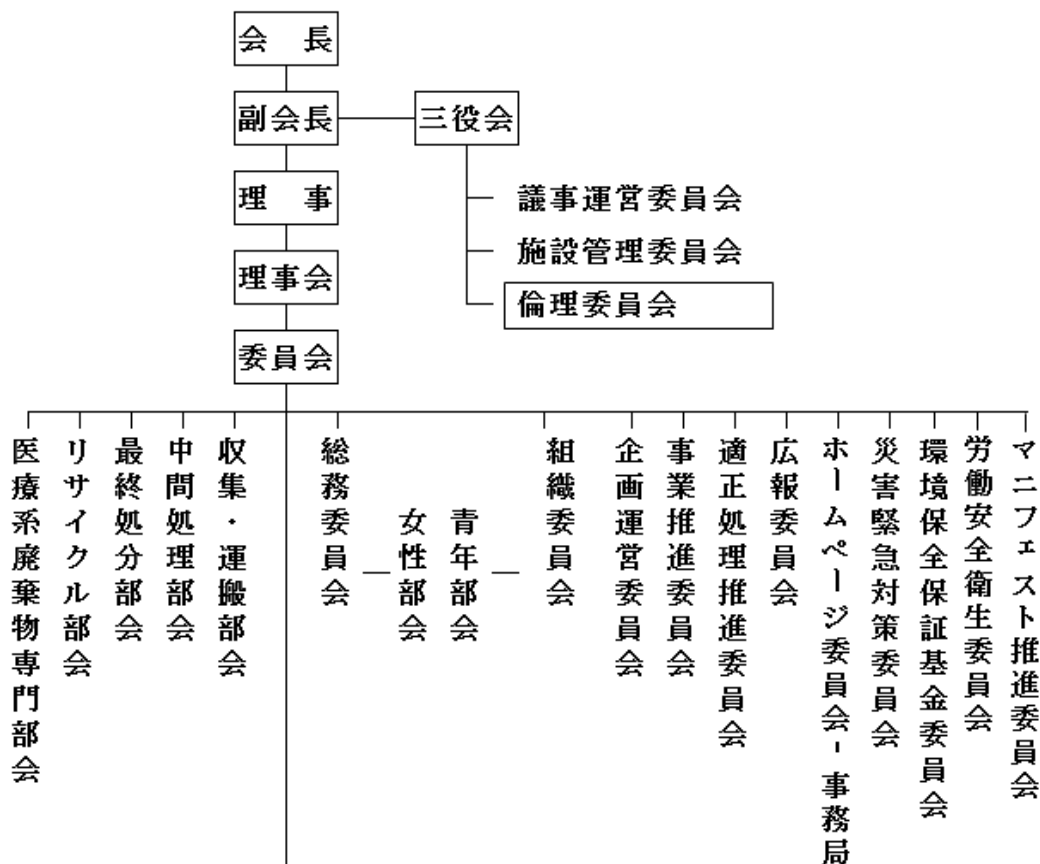 会　長
副会長
三役会
理　事
議事運営委員会
施設管理委員会
理事会
倫理委員会
委員会
医療系廃棄物専門部会
リサイクル部会
最終処分部会
中間処理部会
収集・運搬部会
総務委員会
女性部会
青年部会
組織委員会
企画運営委員会
事業推進委員会
適正処理推進委員会
広報委員会
ホームページ委員会-事務局
災害緊急対策委員会
環境保全保証基金委員会
労働安全衛生委員会
マニフェスト推進委員会